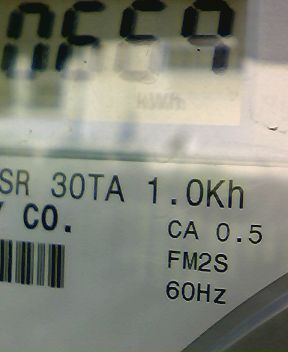 kWh
SR 30TA 1.0Kh
Y CO.
CA 0.5
FM2S
60Hz